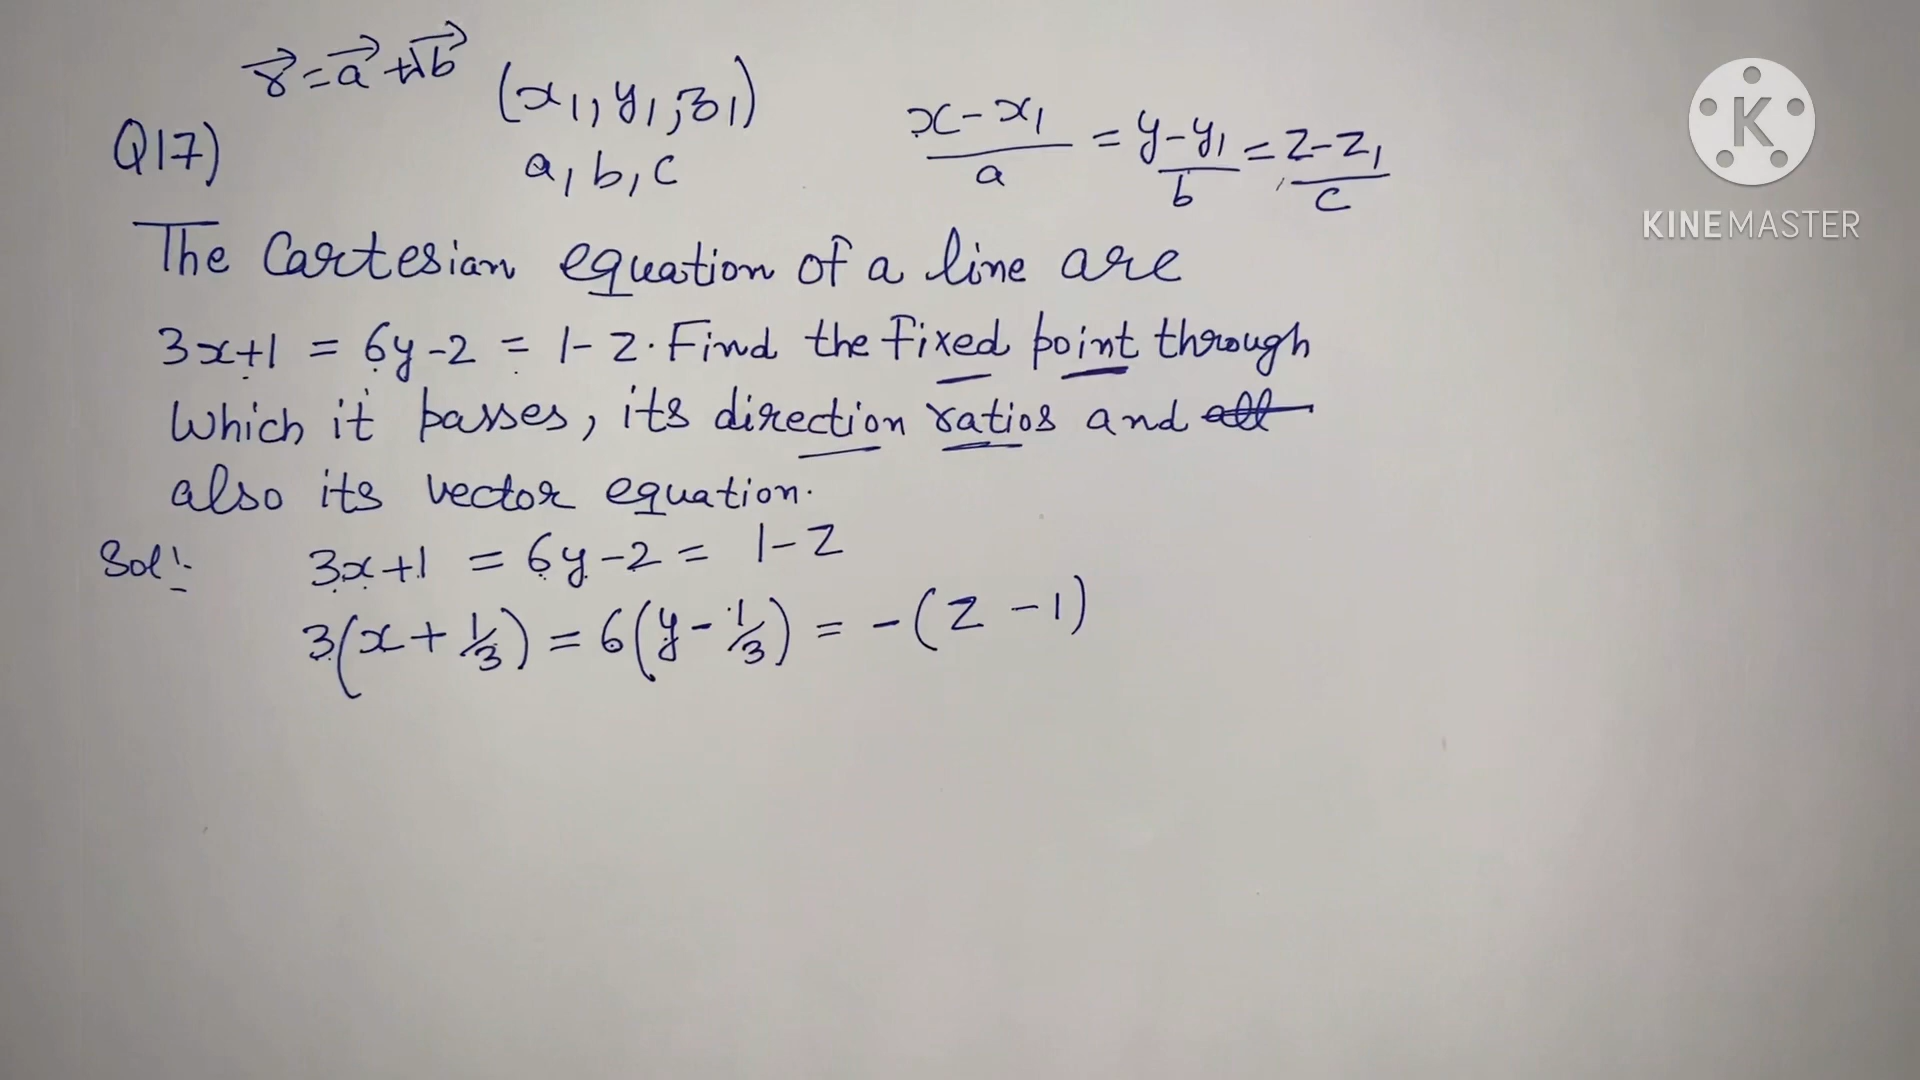 r⃗ = a⃗ + λb⃗
(x₁, y₁, z₁)
a, b, c
(x - x₁)/a = (y - y₁)/b = (z - z₁)/c
Q17)
The Cartesian equation of a line are
3x+1 = 6y-2 = 1-z. Find the fixed point through
which it passes, its direction ratios and all
also its vector equation.
Sol:- 3x+1 = 6y-2 = 1-z
3(x + 1/3) = 6(y - 1/3) = -(z - 1)
K
KINEMASTER